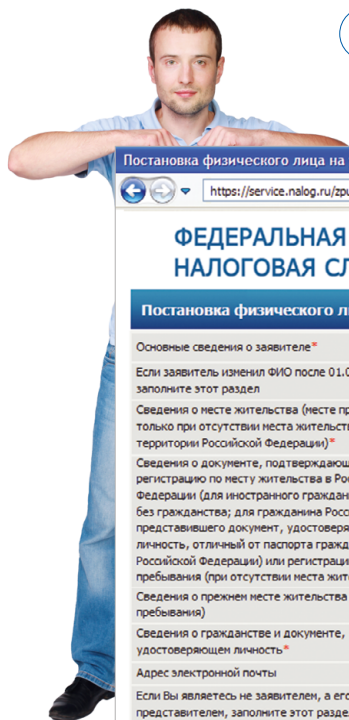 Постановка физического лица на
https://service.nalog.ru/zpu
ФЕДЕРАЛЬНАЯ
НАЛОГОВАЯ СЛ
Постановка физического ли
Основные сведения о заявителе*
Если заявитель изменил ФИО после 01.0
заполните этот раздел
Сведения о месте жительства (месте пр
только при отсутствии места жительств
территории Российской Федерации)*
Сведения о документе, подтверждающ
регистрацию по месту жительства в Рос
Федерации (для иностранного граждан
без гражданства; для гражданина Росс
представившего документ, удостоверя
личность, отличный от паспорта гражд
Российской Федерации) или регистраци
пребывания (при отсутствии места жит
Сведения о прежнем месте жительства
пребывания)
Сведения о гражданстве и документе,
удостоверяющем личность*
Адрес электронной почты
Если Вы являетесь не заявителем, а его
представителем, заполните этот разде